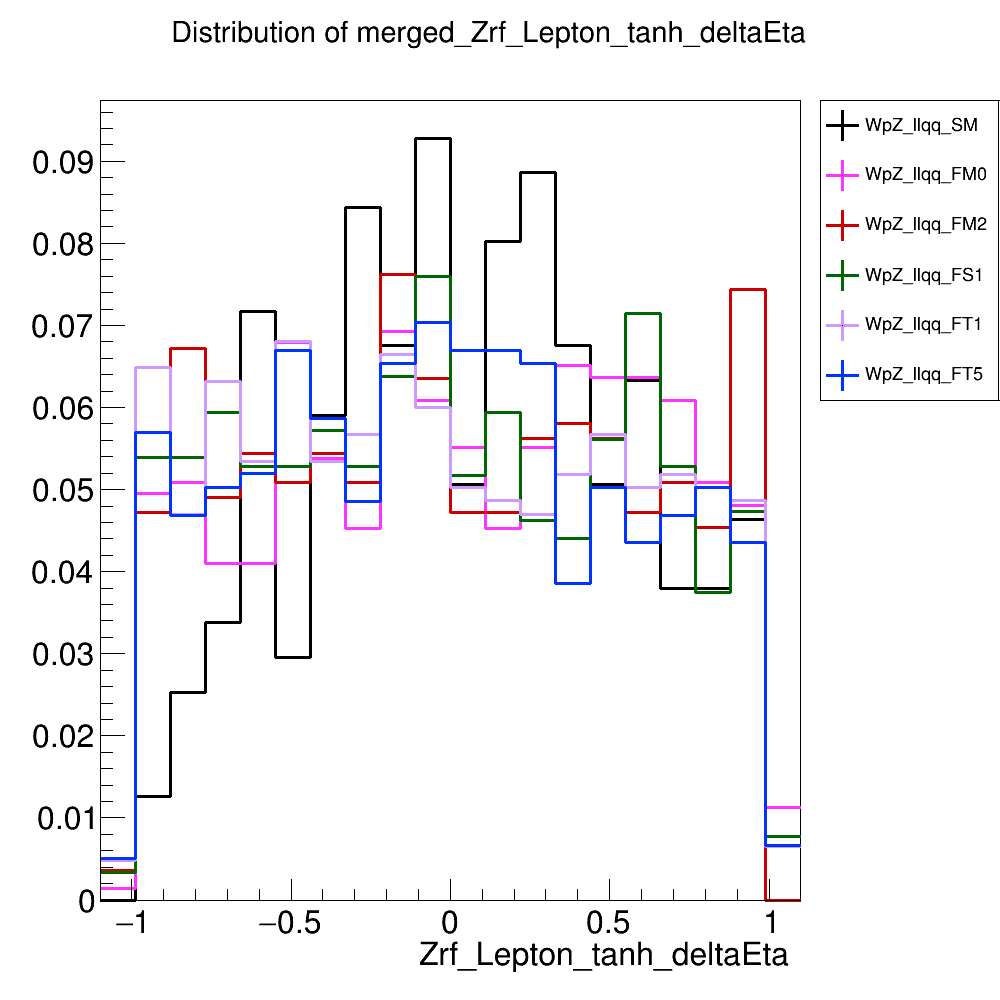 Distribution of merged_Zrf_Lepton_tanh_deltaEta
WpZ_llqq_SM
WpZ_llqq_FM0
WpZ_llqq_FM2
WpZ_llqq_FS1
WpZ_llqq_FT1
WpZ_llqq_FT5
0.09
0.08
0.07
0.06
0.05
0.04
0.03
0.02
0.01
0
−1 −0.5 0 0.5 1
Zrf_Lepton_tanh_deltaEta